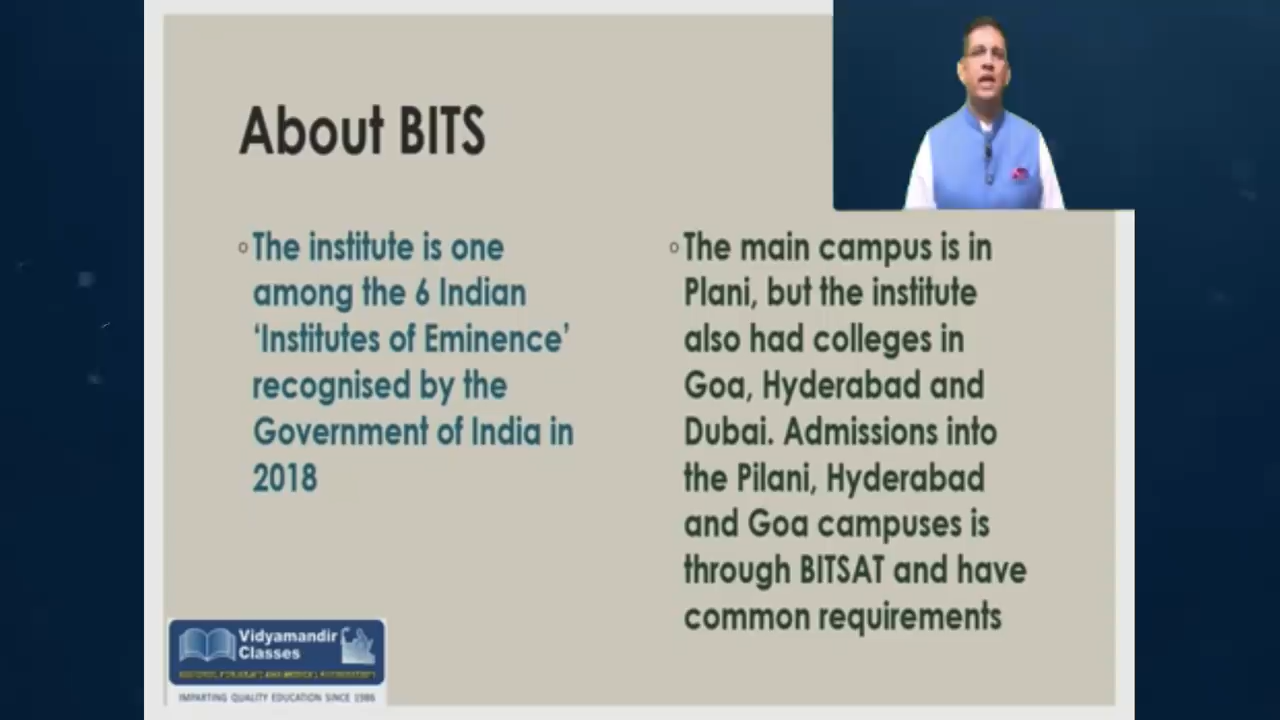 About BITS
The institute is one
among the 6 Indian
‘Institutes of Eminence’
recognised by the
Government of India in
2018
The main campus is in
Plani, but the institute
also had colleges in
Goa, Hyderabad and
Dubai. Admissions into
the Pilani, Hyderabad
and Goa campuses is
through BITSAT and have
common requirements
Vidyamandir
Classes
IMPARTING QUALITY EDUCATION SINCE 1986